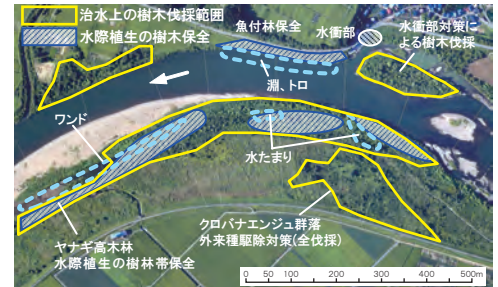 治水上の樹木伐採範囲
水際植生の樹木保全
魚付林保全
水衝部
水衝部対策
による樹木伐採
淵、トロ
ワンド
水たまり
クロバナエンジュ群落
外来種駆除対策(全伐採)
ヤナギ高木林
水際植生の樹林帯保全
0 50 100 200 300 400 500m